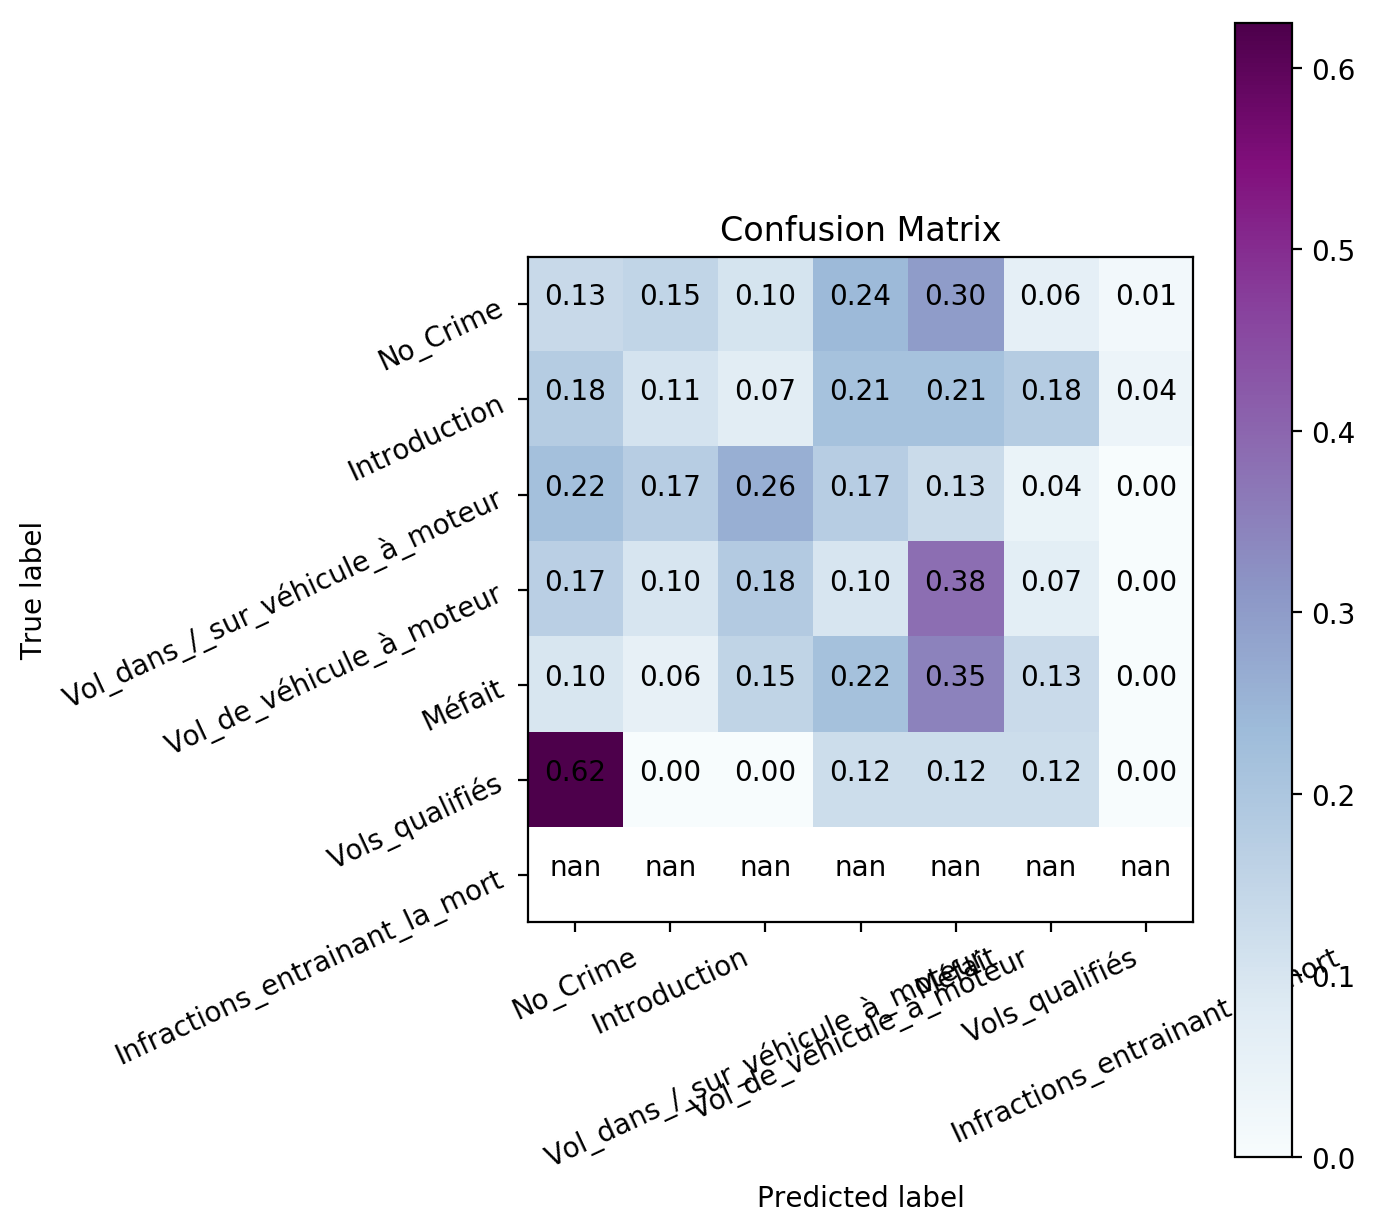 Confusion Matrix
True label
No_Crime 0.13 0.15 0.10 0.24 0.30 0.06 0.01
Introduction 0.18 0.11 0.07 0.21 0.21 0.18 0.04
Vol_dans_/_sur_véhicule_à_moteur 0.22 0.17 0.26 0.17 0.13 0.04 0.00
Vol_de_véhicule_à_moteur 0.17 0.10 0.18 0.10 0.38 0.07 0.00
Méfait 0.10 0.06 0.15 0.22 0.35 0.13 0.00
Vols_qualifiés 0.62 0.00 0.00 0.12 0.12 0.12 0.00
Infractions_entrainant_la_mort nan nan nan nan nan nan nan
No_Crime
Introduction
Vol_dans_/_sur_véhicule_à_moteur
Vol_de_véhicule_à_moteur
Méfait
Vols_qualifiés
Infractions_entrainant mort
Predicted label
0.6
0.5
0.4
0.3
0.2
0.1
0.0